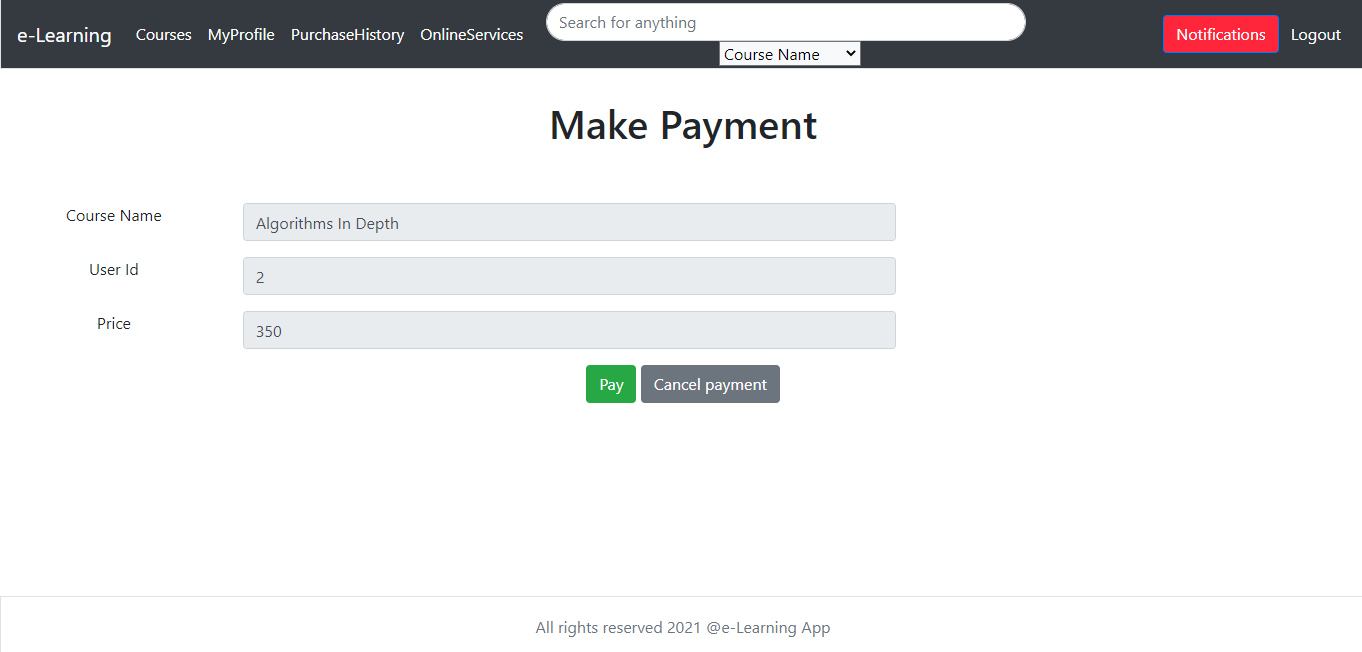 e-Learning Courses MyProfile PurchaseHistory OnlineServices Search for anything Notifications Logout
Course Name
Make Payment
Course Name Algorithms In Depth
User Id 2
Price 350
Pay Cancel payment
All rights reserved 2021 @e-Learning App